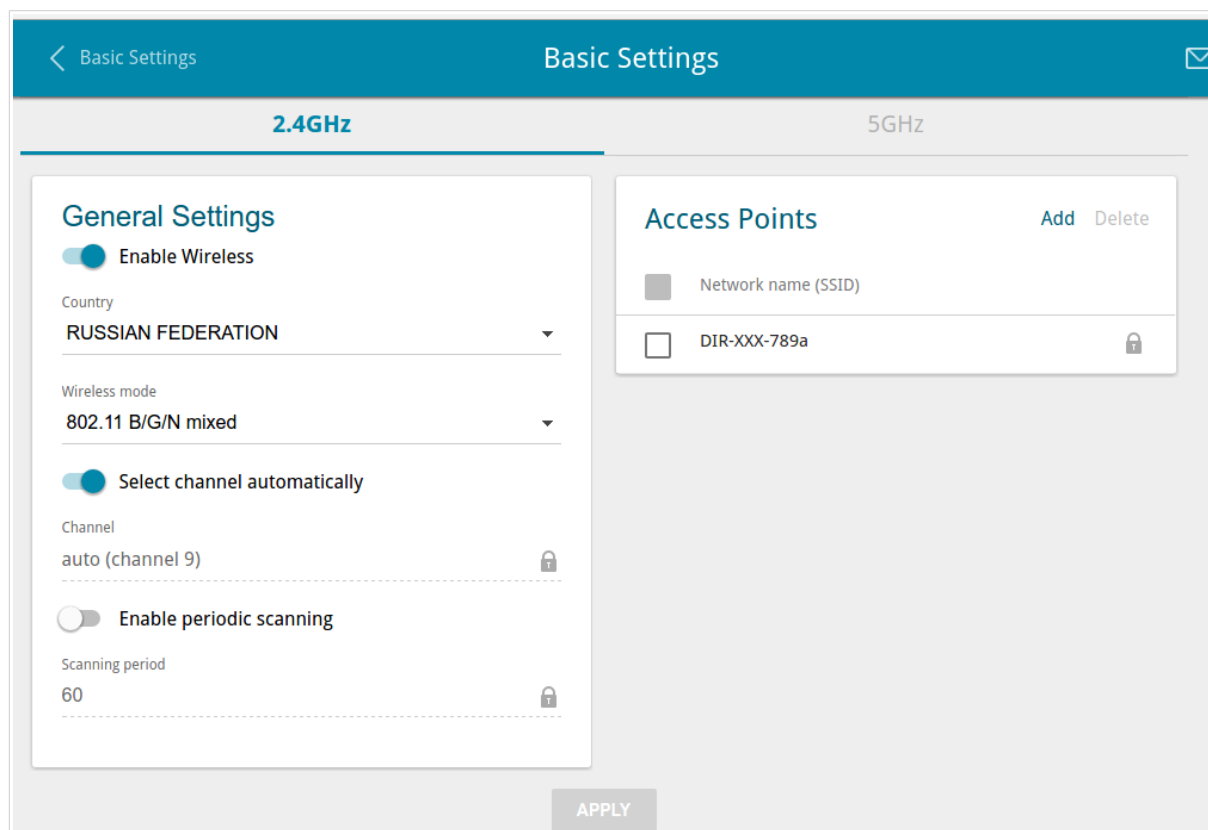 Basic Settings
Basic Settings
2.4GHz
5GHz
General Settings
Enable Wireless
Country
RUSSIAN FEDERATION
Wireless mode
802.11 B/G/N mixed
Select channel automatically
Channel
auto (channel 9)
Enable periodic scanning
Scanning period
60
Access Points
Add Delete
Network name (SSID)
DIR-XXX-789a
APPLY